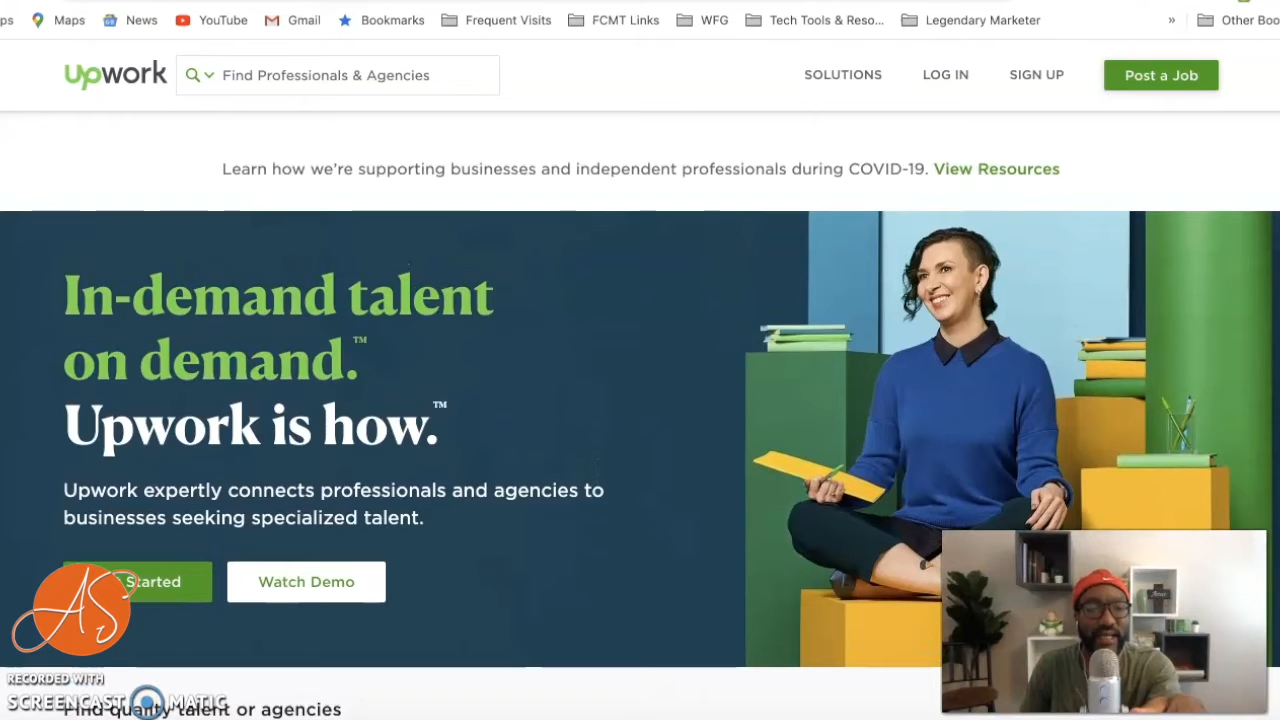 ps Maps News YouTube Gmail Bookmarks Frequent Visits FCMT Links WFG Tech Tools & Reso... Legendary Marketer » Other Boo
Upwork Find Professionals & Agencies SOLUTIONS LOG IN SIGN UP Post a Job
Learn how we're supporting businesses and independent professionals during COVID-19. View Resources
In-demand talent
on demand.™
Upwork is how.™
Upwork expertly connects professionals and agencies to
businesses seeking specialized talent.
Started Watch Demo
AS
RECORDED WITH
SCREENCAST MATIC
Find quality talent or agencies